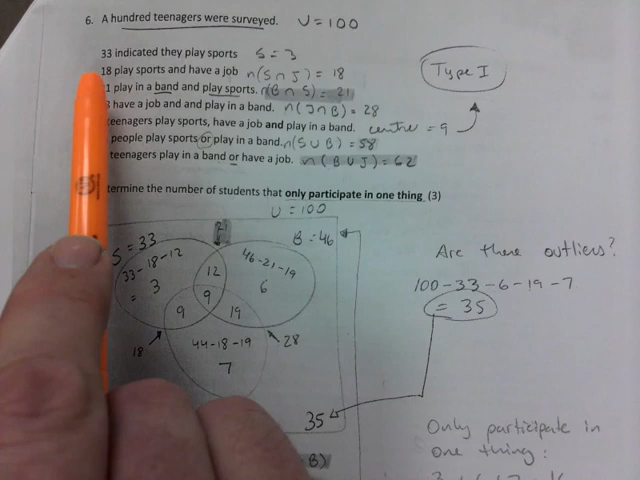 6. A hundred teenagers were surveyed. U = 100
33 indicated they play sports S = 3
18 play sports and have a job n(S ∩ J) = 18
1 play in a band and play sports. n(B ∩ S) = 21
have a job and and play in a band. n(J ∩ B) = 28
teenagers play sports, have a job and play in a band. centre = 9
people play sports or play in a band. n(S ∪ B) = 58
teenagers play in a band or have a job. n(B ∪ J) = 62
Type I
termine the number of students that only participate in one thing (3)
U = 100
21
S = 33
B = 46
33-18-12
= 3
12
46-21-19
6
9
9
19
18
44-18-19
7
28
35
Are there outliers?
100-33-6-19-7
= 35
Only participate in
one thing:
B)